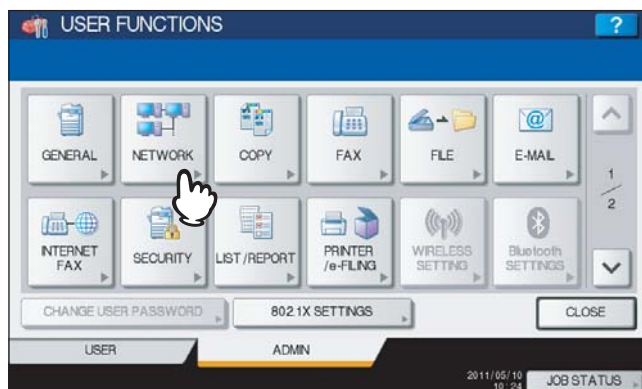 USER FUNCTIONS
?
GENERAL
NETWORK
COPY
FAX
FILE
E-MAIL
1
2
INTERNET
FAX
SECURITY
LIST/REPORT
PRINTER
/e-FILING
WIRELESS
SETTING
Bluetooth
SETTINGS
CHANGE USER PASSWORD
802.1X SETTINGS
CLOSE
USER
ADMIN
2011/05/10
10:24
JOB STATUS